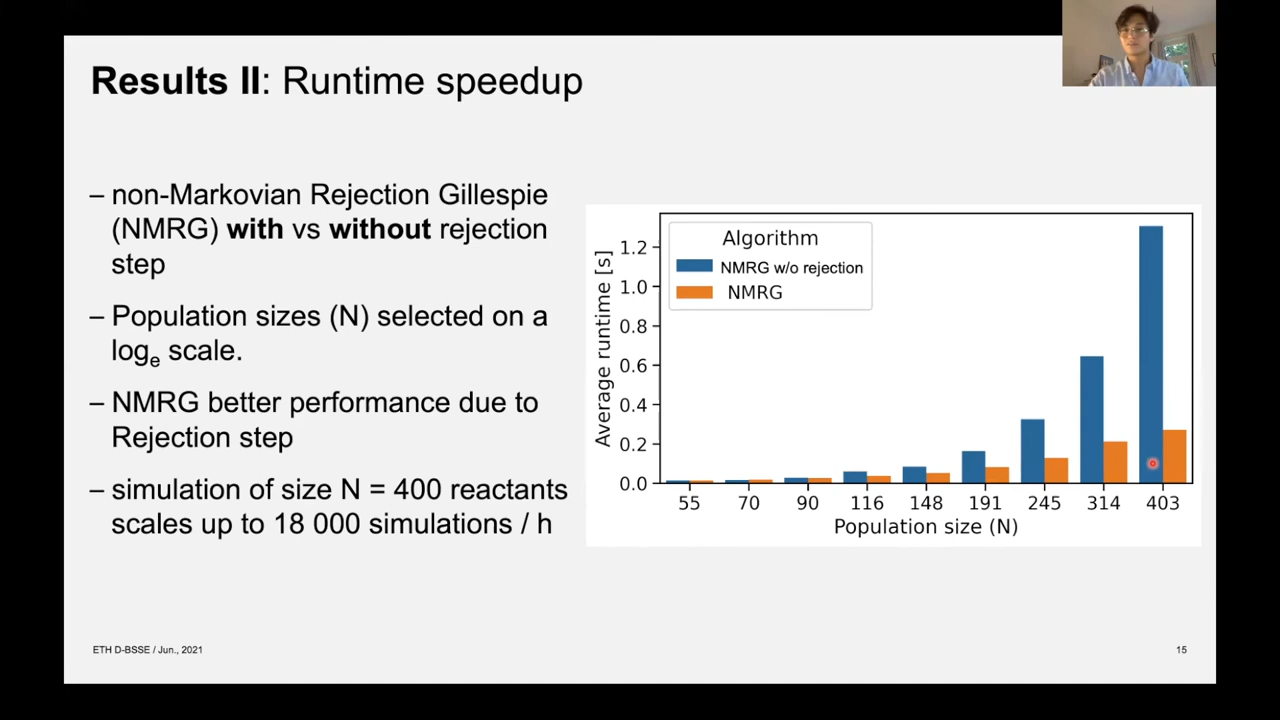 Results II: Runtime speedup
– non-Markovian Rejection Gillespie
(NMRG) with vs without rejection
step
– Population sizes (N) selected on a
logₑ scale.
– NMRG better performance due to
Rejection step
– simulation of size N = 400 reactants
scales up to 18 000 simulations / h
Algorithm
NMRG w/o rejection
NMRG
Average runtime [s]
1.2
1.0
0.8
0.6
0.4
0.2
0.0
55 70 90 116 148 191 245 314 403
Population size (N)
ETH D-BSSE / Jun., 2021
15